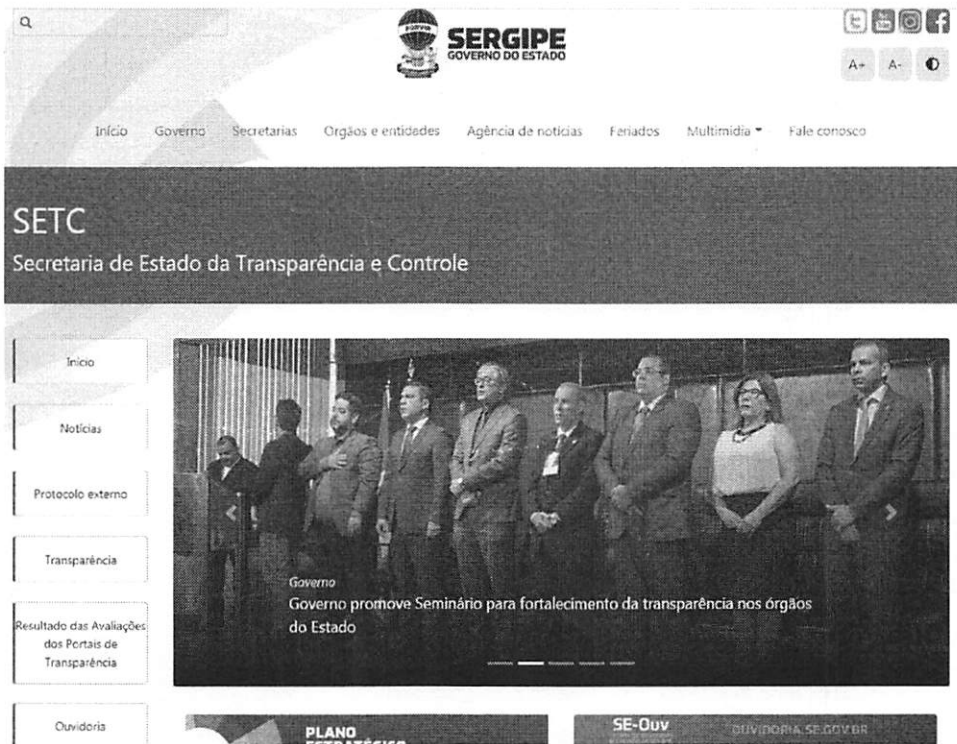 SERGIPE
GOVERNO DO ESTADO
A+ A-
Início Governo Secretarias Orgãos e entidades Agência de notícias Feriados Multimídia Fale conosco
SETC
Secretaria de Estado da Transparência e Controle
Início
Notícias
Protocolo externo
Transparência
Resultado das Avaliações
dos Portais de
Transparência
Ouvidoria
Governo
Governo promove Seminário para fortalecimento da transparência nos órgãos
do Estado
PLANO
ESTRATÉGICO
SE-Ouv
OUVIDORIA.SE.GOV.BR